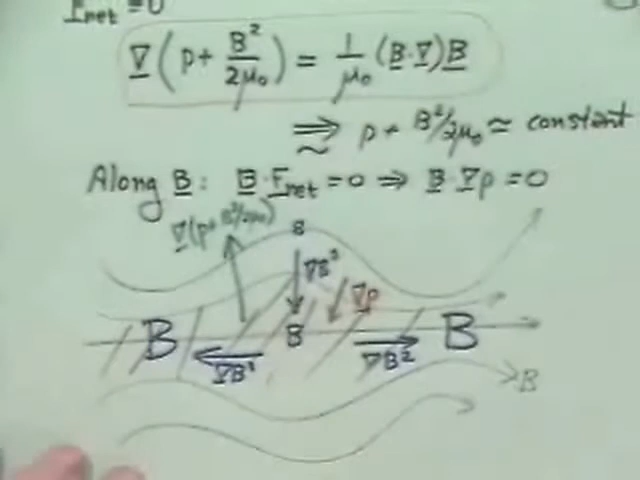 F_net = 0
∇(p + B²/2μ₀) = 1/μ₀ (B·∇)B
⇒ p + B²/2μ₀ ≈ constant
~
Along B: B·F_net = 0 ⇒ B·∇p = 0
∇(p + B²/2μ₀) B
∇B²
∇p
B B B
∇B² ∇B²
B